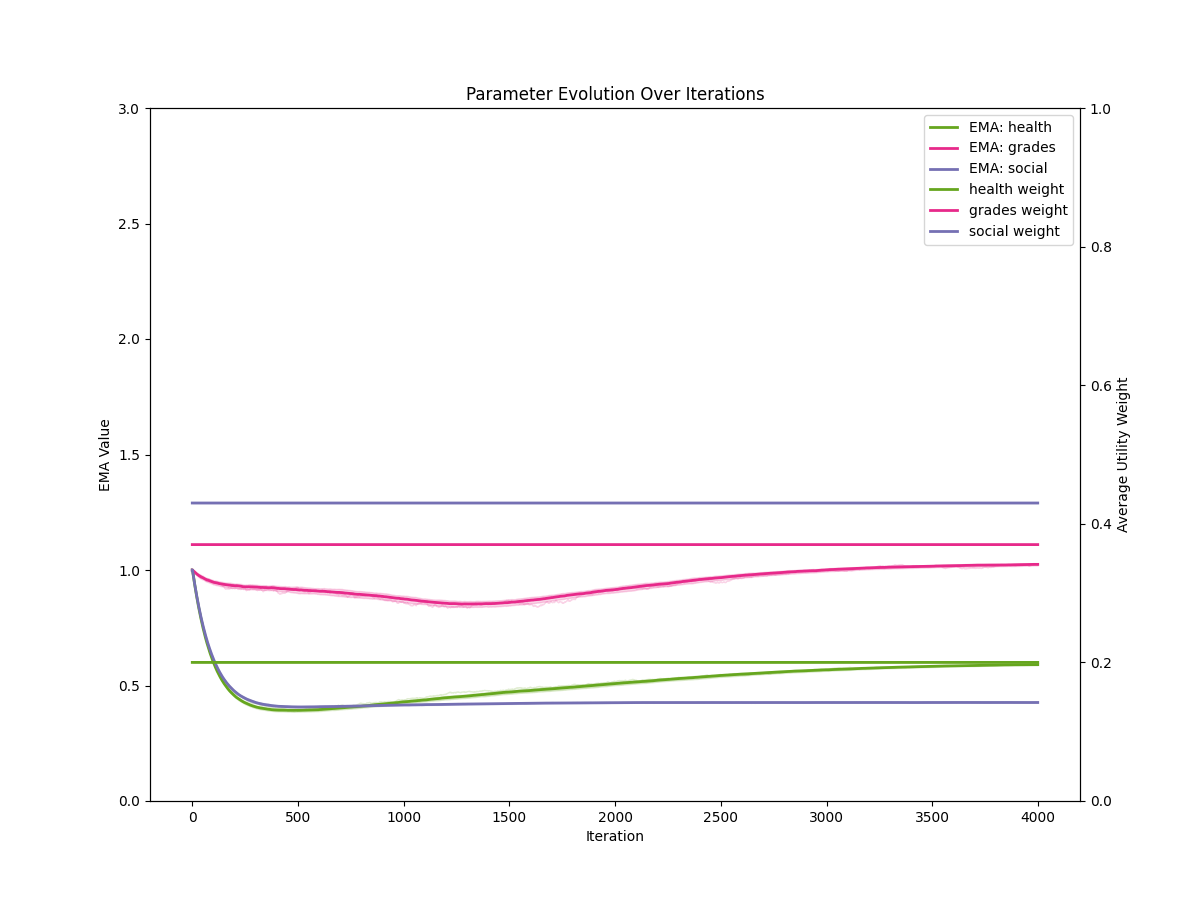 Parameter Evolution Over Iterations
EMA: health
EMA: grades
EMA: social
health weight
grades weight
social weight
EMA Value
3.0
2.5
2.0
1.5
1.0
0.5
0.0
1.0
0.8
0.6
0.4
0.2
0.0
Average Utility Weight
0
500
1000
1500
2000
2500
3000
3500
4000
Iteration